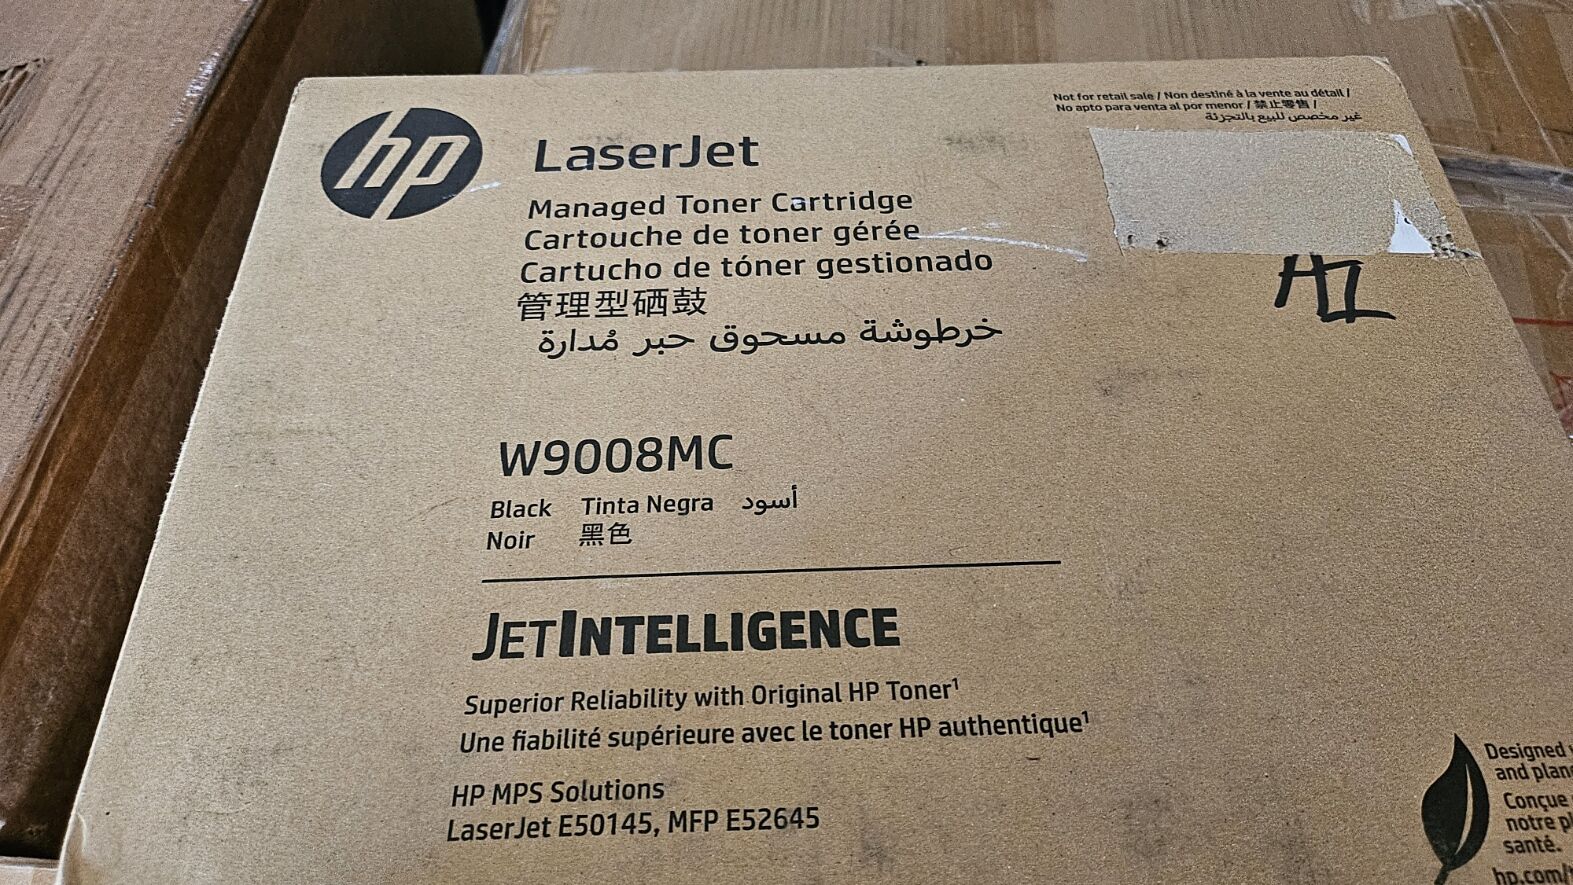 Not for retail sale / Non destiné à la vente au détail /
No apto para venta al por menor / 禁止零售 /
غير مخصص للبيع بالتجزئة
hp
LaserJet
Managed Toner Cartridge
Cartouche de toner gérée
Cartucho de tóner gestionado
管理型硒鼓
خرطوشة مسحوق حبر مُدارة
W9008MC
Black Tinta Negra أسود
Noir 黑色
JETINTELLIGENCE
Superior Reliability with Original HP Toner¹
Une fiabilité supérieure avec le toner HP authentique¹
HP MPS Solutions
LaserJet E50145, MFP E52645
Designed
and
Conçue
notre
santé.
hp.com/